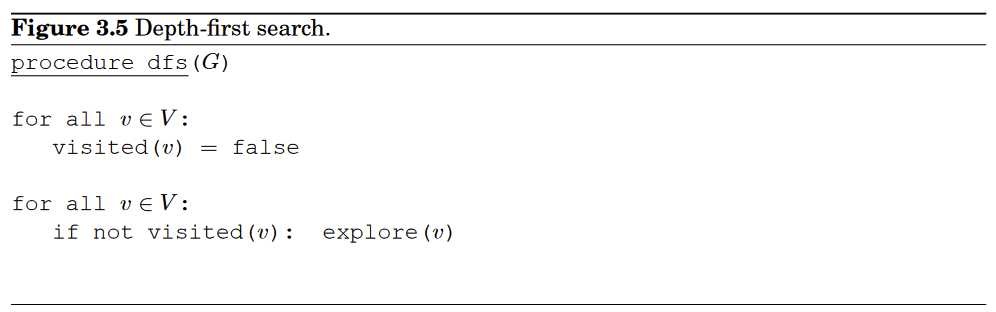 Figure 3.5 Depth-first search.
procedure dfs(G)
for all v ∈ V:
visited(v) = false
for all v ∈ V:
if not visited(v): explore(v)